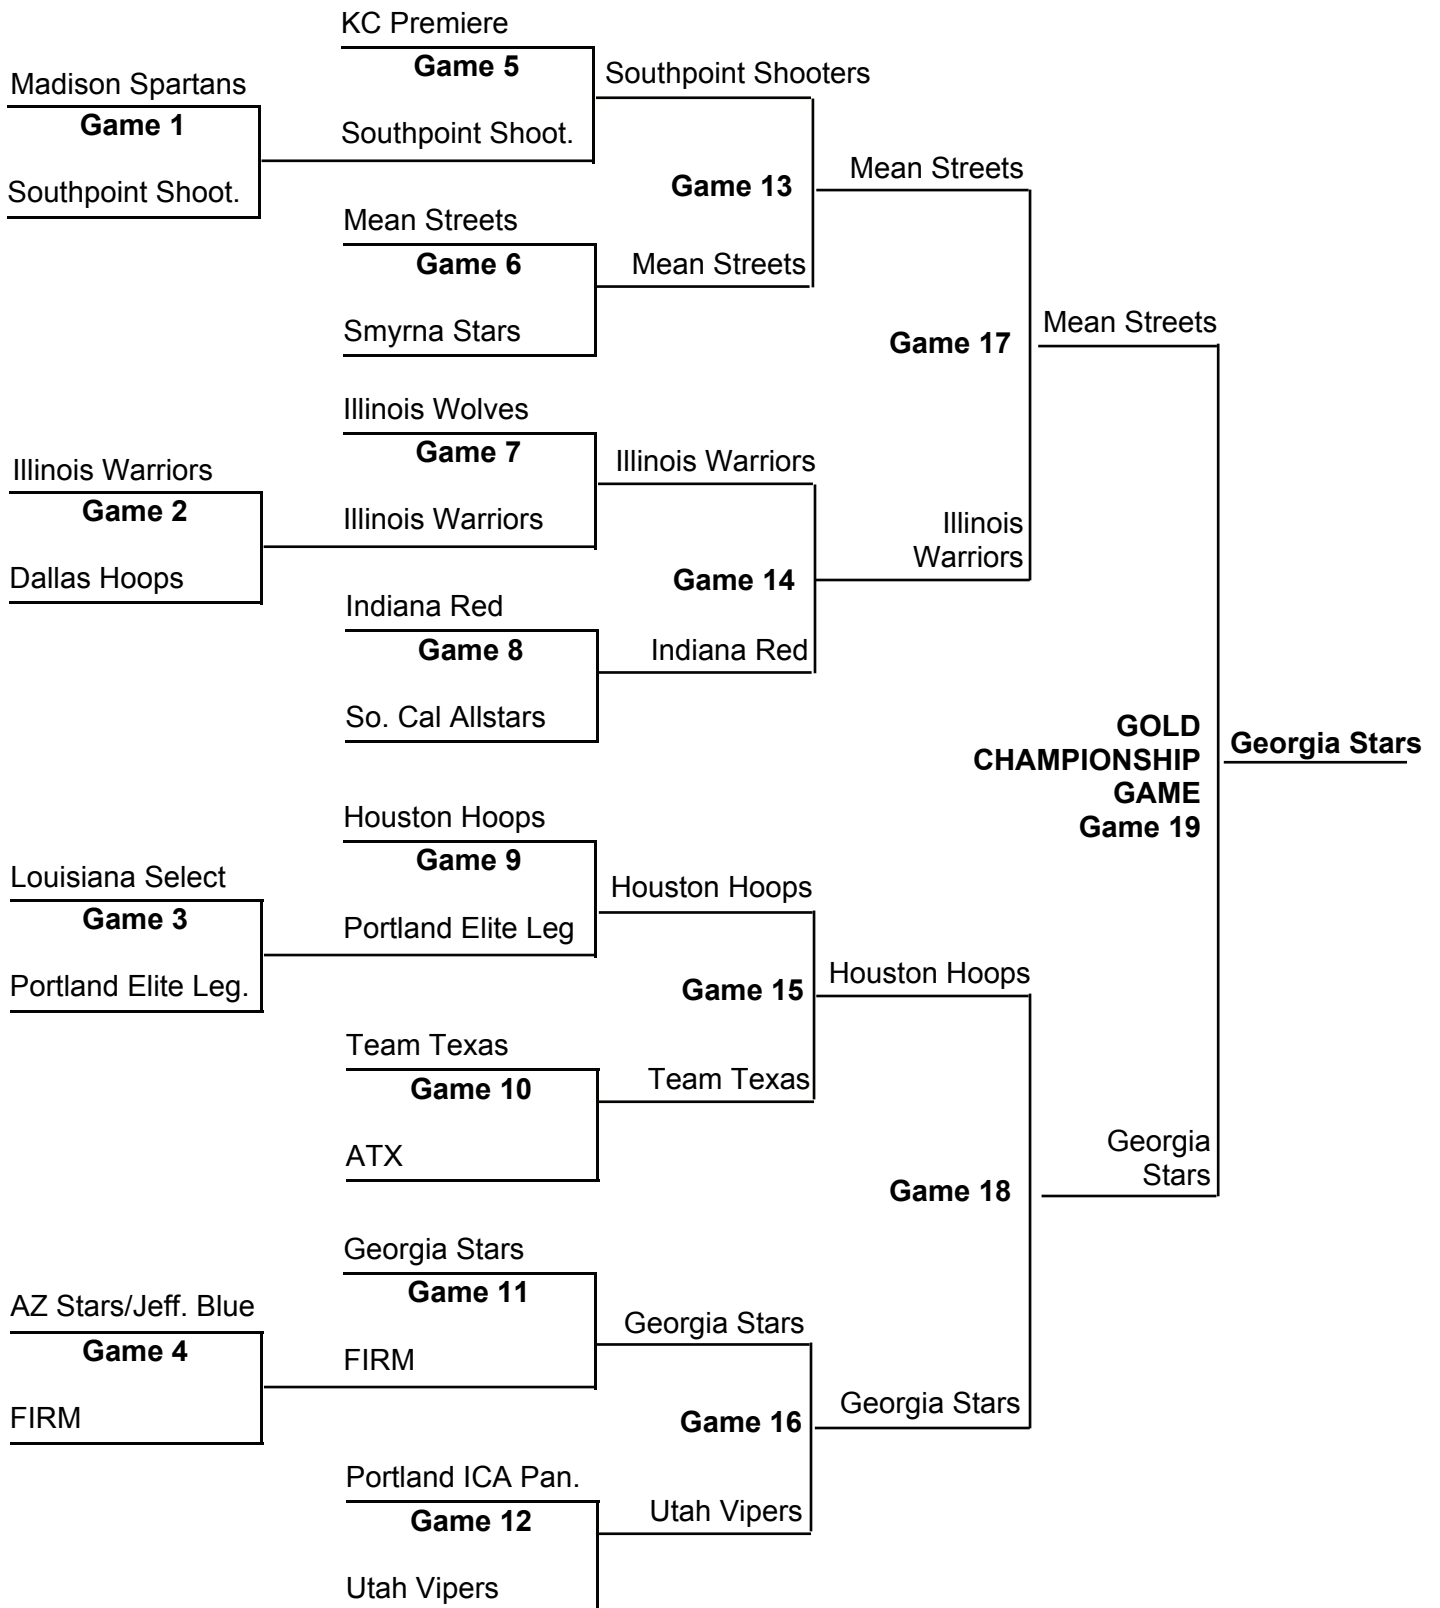 KC Premiere
Game 5
Southpoint Shooters
Madison Spartans
Game 1
Southpoint Shoot.
Mean Streets
Game 13
Southpoint Shoot.
Mean Streets
Game 6
Mean Streets
Smyrna Stars
Mean Streets
Game 17
Illinois Wolves
Game 7
Illinois Warriors
Illinois Warriors
Game 2
Illinois Warriors
Illinois
Warriors
Dallas Hoops
Game 14
Indiana Red
Game 8
Indiana Red
So. Cal Allstars
GOLD
CHAMPIONSHIP
GAME
Game 19
Georgia Stars
Houston Hoops
Game 9
Louisiana Select
Houston Hoops
Game 3
Portland Elite Leg
Houston Hoops
Portland Elite Leg.
Game 15
Team Texas
Game 10
Team Texas
ATX
Georgia
Stars
Game 18
Georgia Stars
Game 11
AZ Stars/Jeff. Blue
Georgia Stars
Game 4
FIRM
Georgia Stars
FIRM
Game 16
Portland ICA Pan.
Game 12
Utah Vipers
Utah Vipers